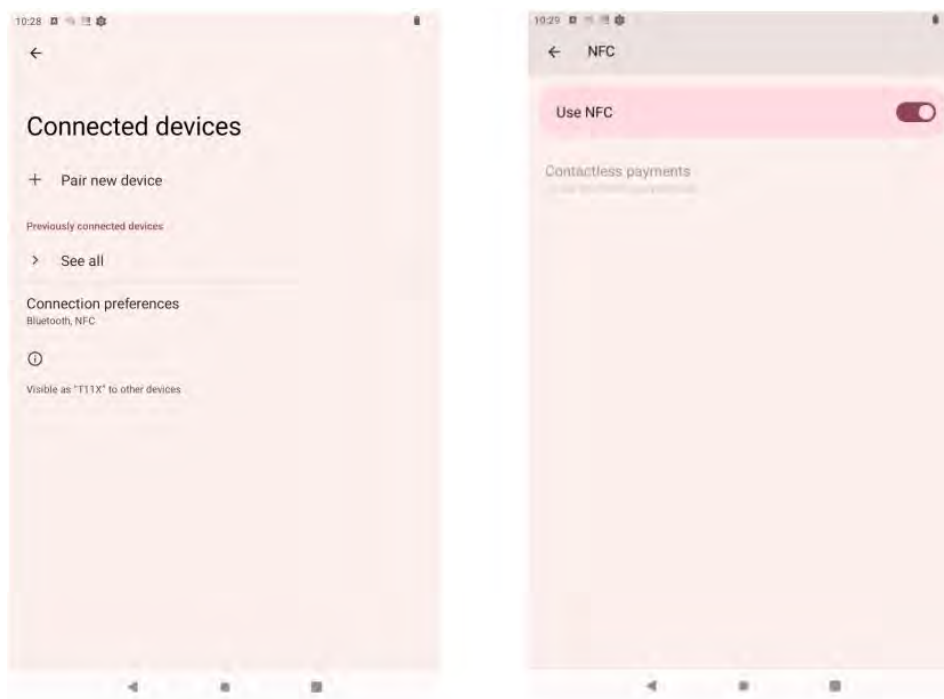 10:28
Connected devices
+ Pair new device
Previously connected devices
> See all
Connection preferences
Bluetooth, NFC
Visible as "T11X" to other devices
10:29
NFC
Use NFC
Contactless payments